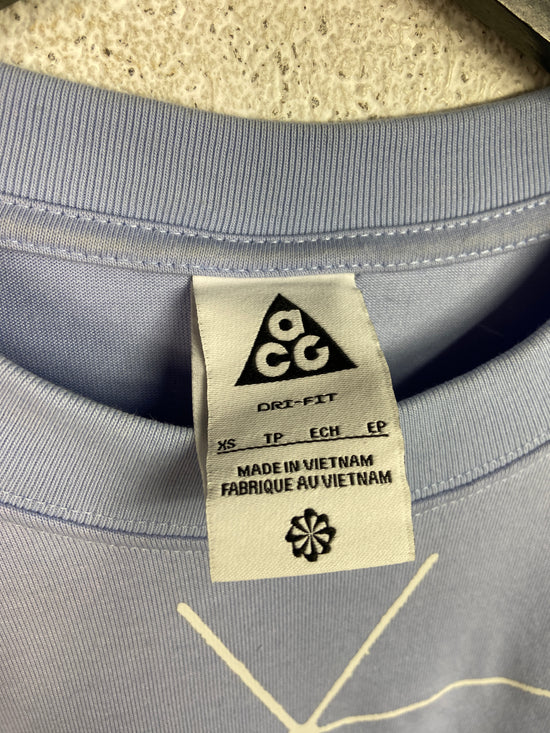 acG
DRI-FIT
XS TP ECH EP
MADE IN VIETNAM
FABRIQUE AU VIETNAM